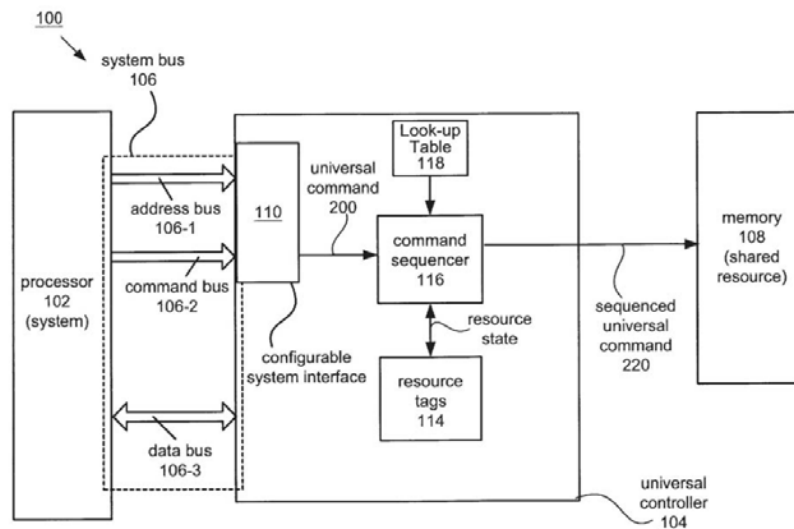 100
system bus
106
Look-up
Table
118
universal
command
200
address bus
106-1
110
command
sequencer
116
memory
108
(shared
resource)
processor
102
(system)
command bus
106-2
sequenced
universal
command
220
resource
state
configurable
system interface
resource
tags
114
data bus
106-3
universal
controller
104